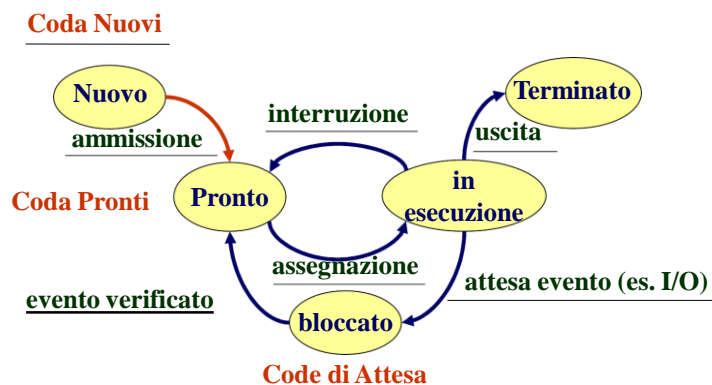 Coda Nuovi
Nuovo
Terminato
interruzione
ammissione
uscita
Coda Pronti
Pronto
in
esecuzione
assegnazione
attesa evento (es. I/O)
evento verificato
bloccato
Code di Attesa